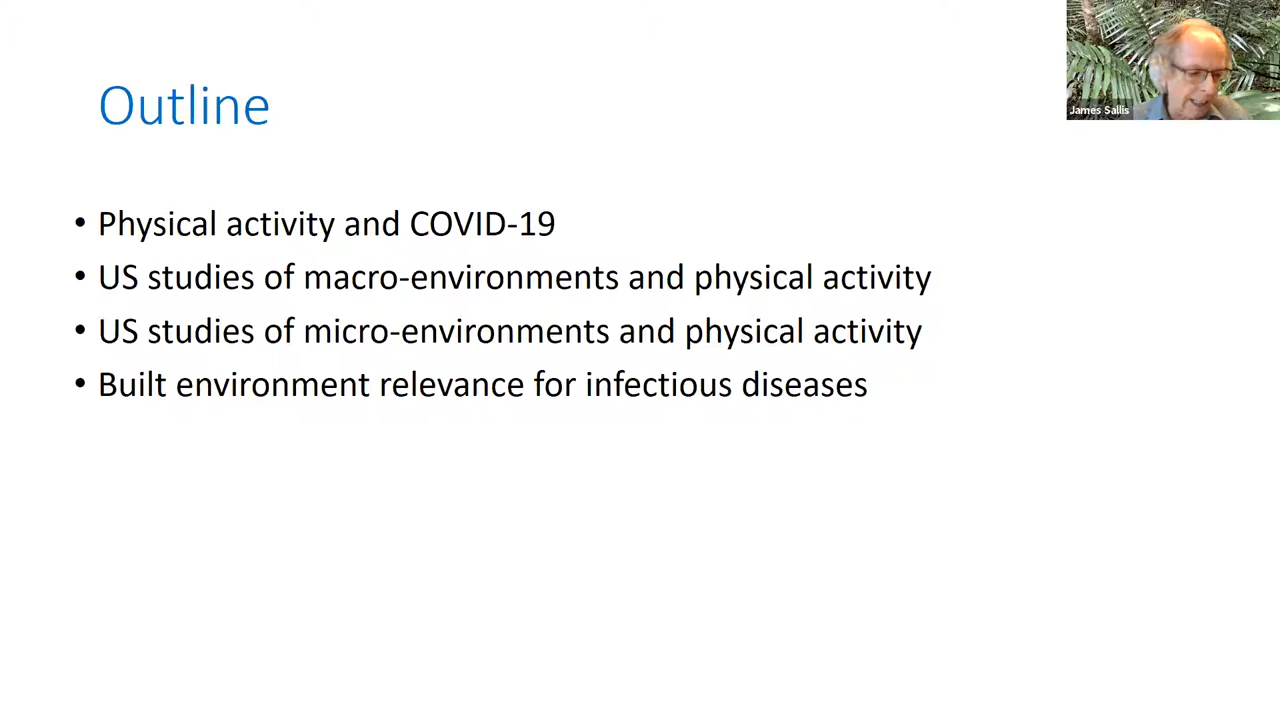 Outline
James Sallis
• Physical activity and COVID-19
• US studies of macro-environments and physical activity
• US studies of micro-environments and physical activity
• Built environment relevance for infectious diseases